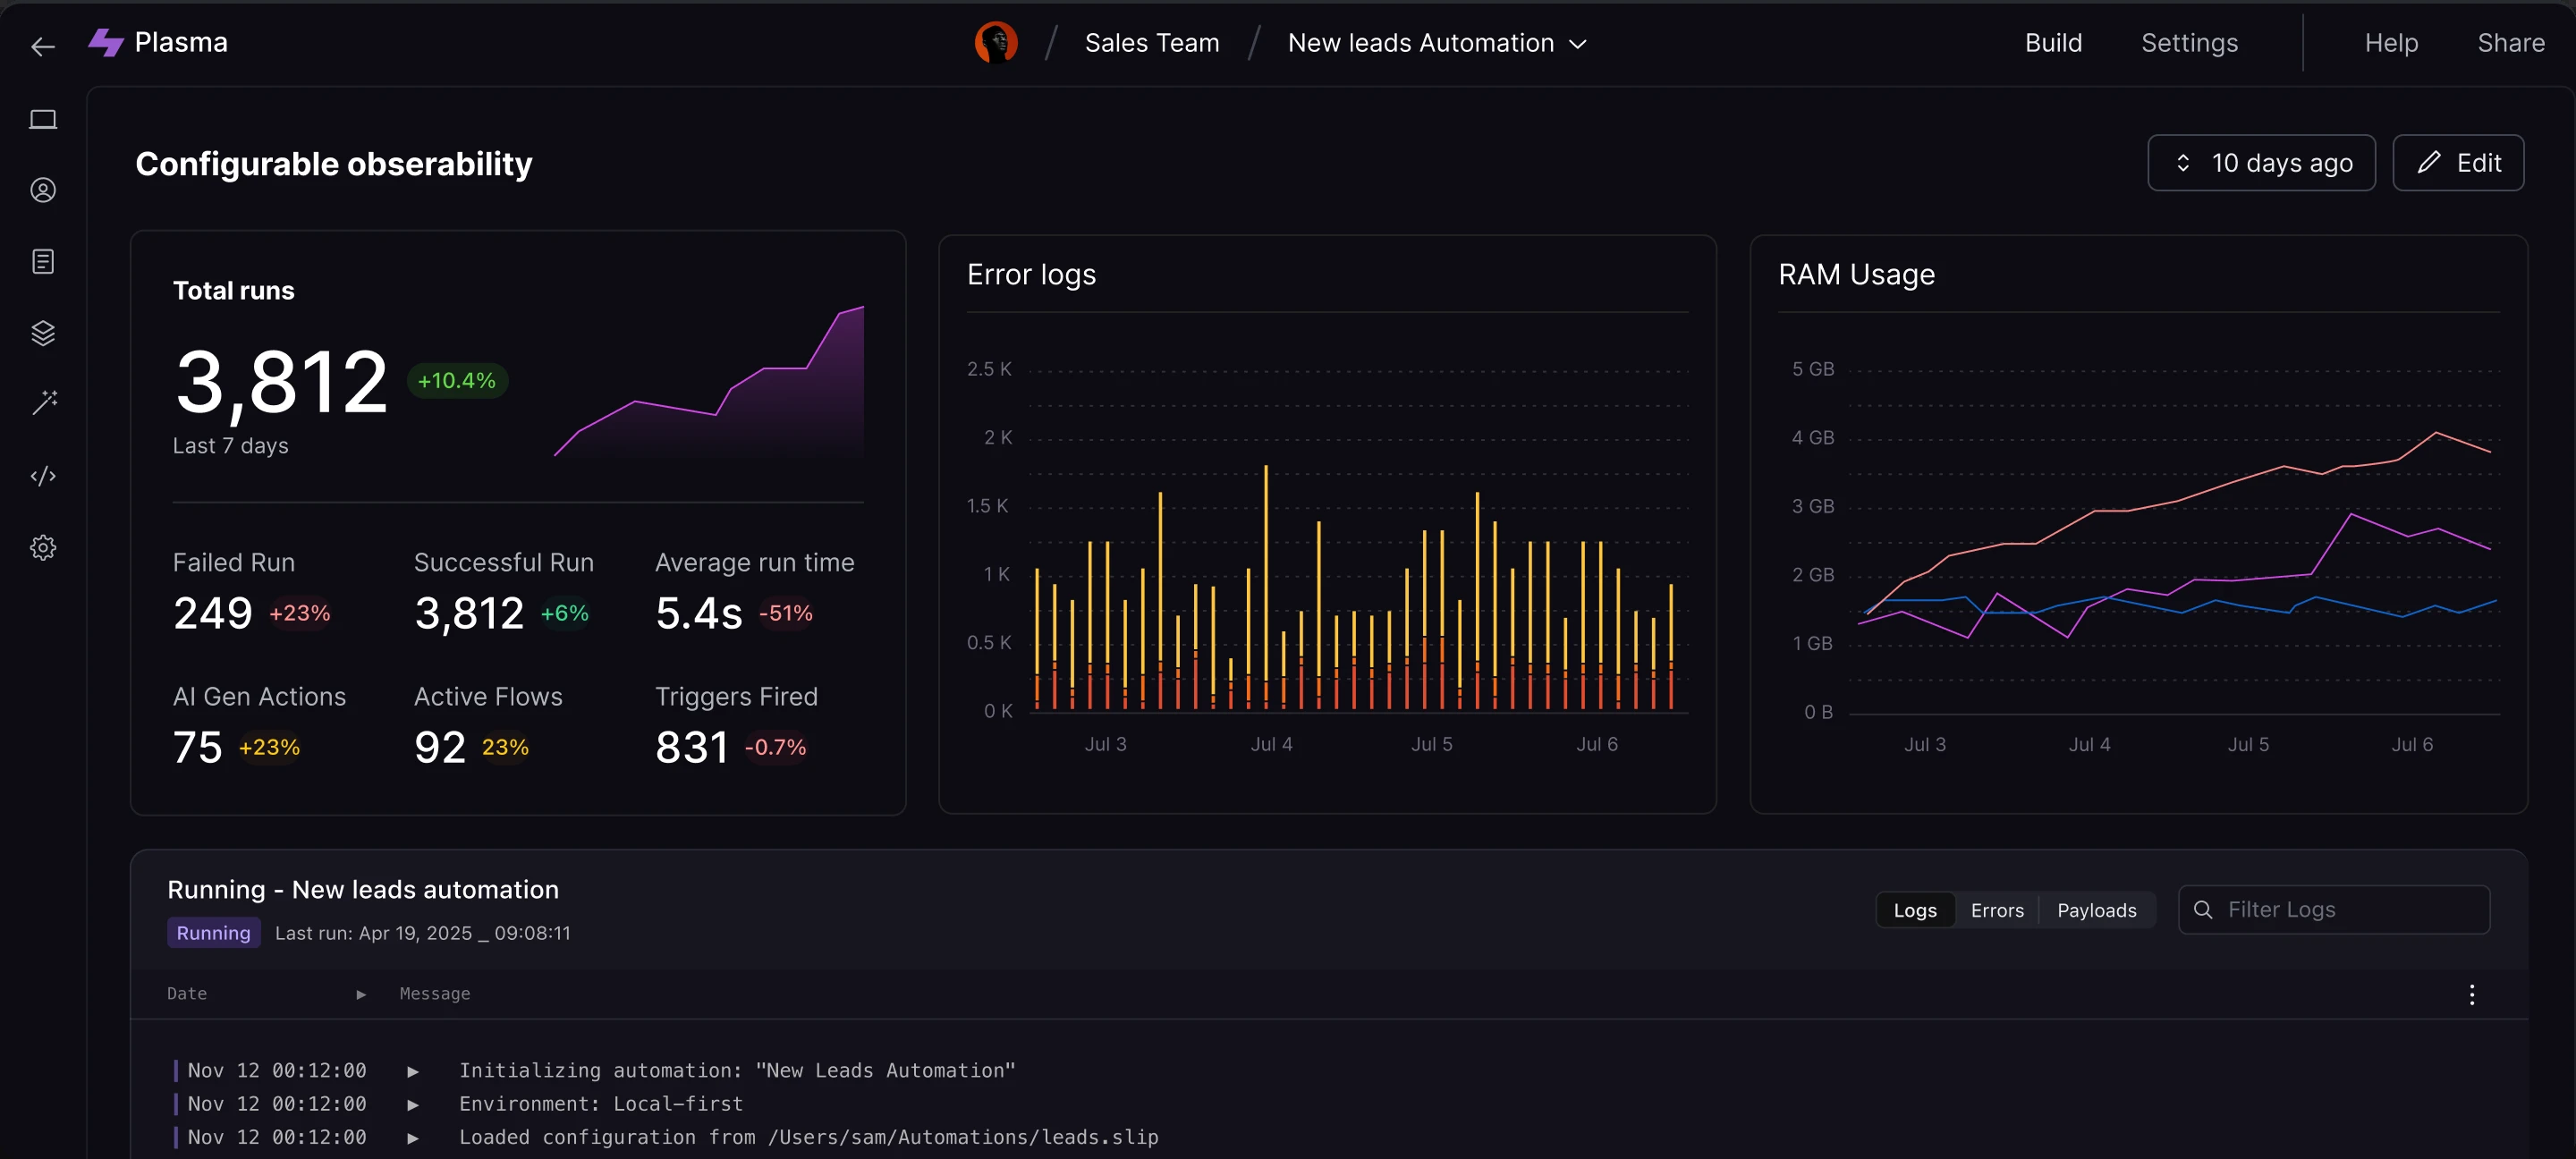 Plasma
/ Sales Team / New leads Automation
Build Settings Help Share
Configurable obserability
10 days ago
Edit
Total runs
3,812 +10.4%
Last 7 days
Failed Run Successful Run Average run time
249 +23% 3,812 +6% 5.4s -51%
AI Gen Actions Active Flows Triggers Fired
75 +23% 92 23% 831 -0.7%
Error logs
2.5 K
2 K
1.5 K
1 K
0.5 K
0 K
Jul 3 Jul 4 Jul 5 Jul 6
RAM Usage
5 GB
4 GB
3 GB
2 GB
1 GB
0 B
Jul 3 Jul 4 Jul 5 Jul 6
Running - New leads automation
Running Last run: Apr 19, 2025 _ 09:08:11
Logs Errors Payloads
Filter Logs
Date ▶ Message
Nov 12 00:12:00 ▶ Initializing automation: "New Leads Automation"
Nov 12 00:12:00 ▶ Environment: Local-first
Nov 12 00:12:00 ▶ Loaded configuration from /Users/sam/Automations/leads.slip